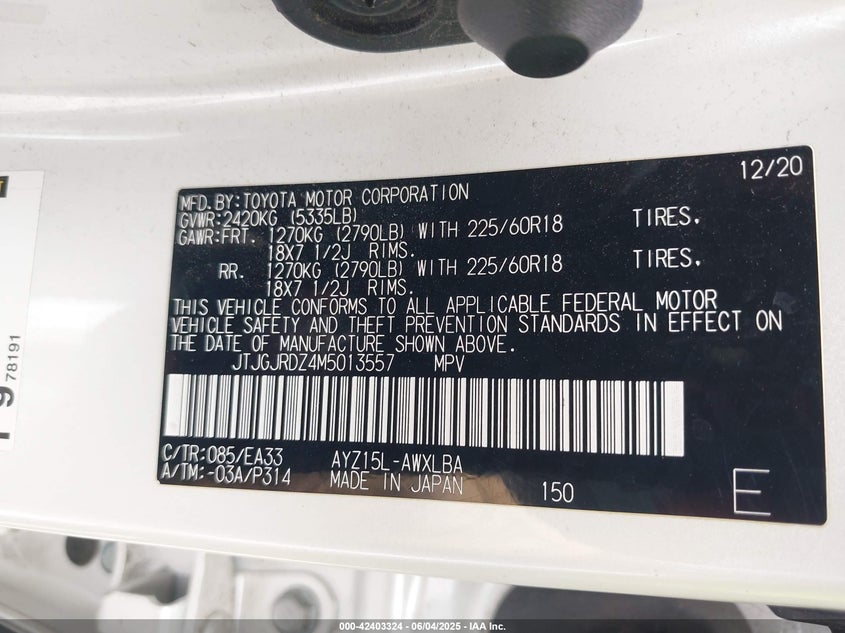 12/20
MFD.BY:TOYOTA MOTOR CORPORATION
GVWR:2420KG (5335LB)
GAWR:FRT. 1270KG (2790LB) WITH 225/60R18 TIRES.
18X7 1/2J RIMS.
RR. 1270KG (2790LB) WITH 225/60R18 TIRES.
18X7 1/2J RIMS.
THIS VEHICLE CONFORMS TO ALL APPLICABLE FEDERAL MOTOR
VEHICLE SAFETY AND THEFT PREVENTION STANDARDS IN EFFECT ON
THE DATE OF MANUFACTURE SHOWN ABOVE.
JTJGJRDZ4M5013557 MPV
C/TR:085/EA33 AYZ15L-AWXLBA
A/TM:-03A/P314 MADE IN JAPAN 150 E
78191
000-42403324 - 06/04/2025 - IAA Inc.